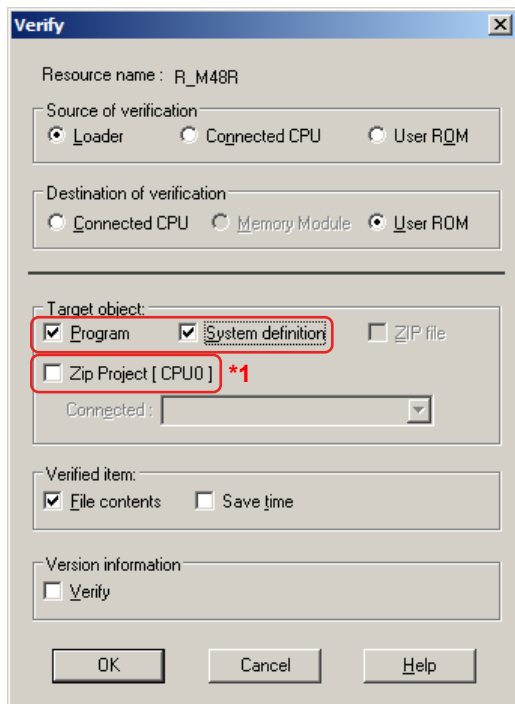 Verify
Resource name : R_M48R
Source of verification
Loader Connected CPU User ROM
Destination of verification
Connected CPU Memory Module User ROM
Target object:
Program System definition ZIP file
Zip Project [ CPU0 ] *1
Connected :
Verified item:
File contents Save time
Version information
Verify
OK Cancel Help